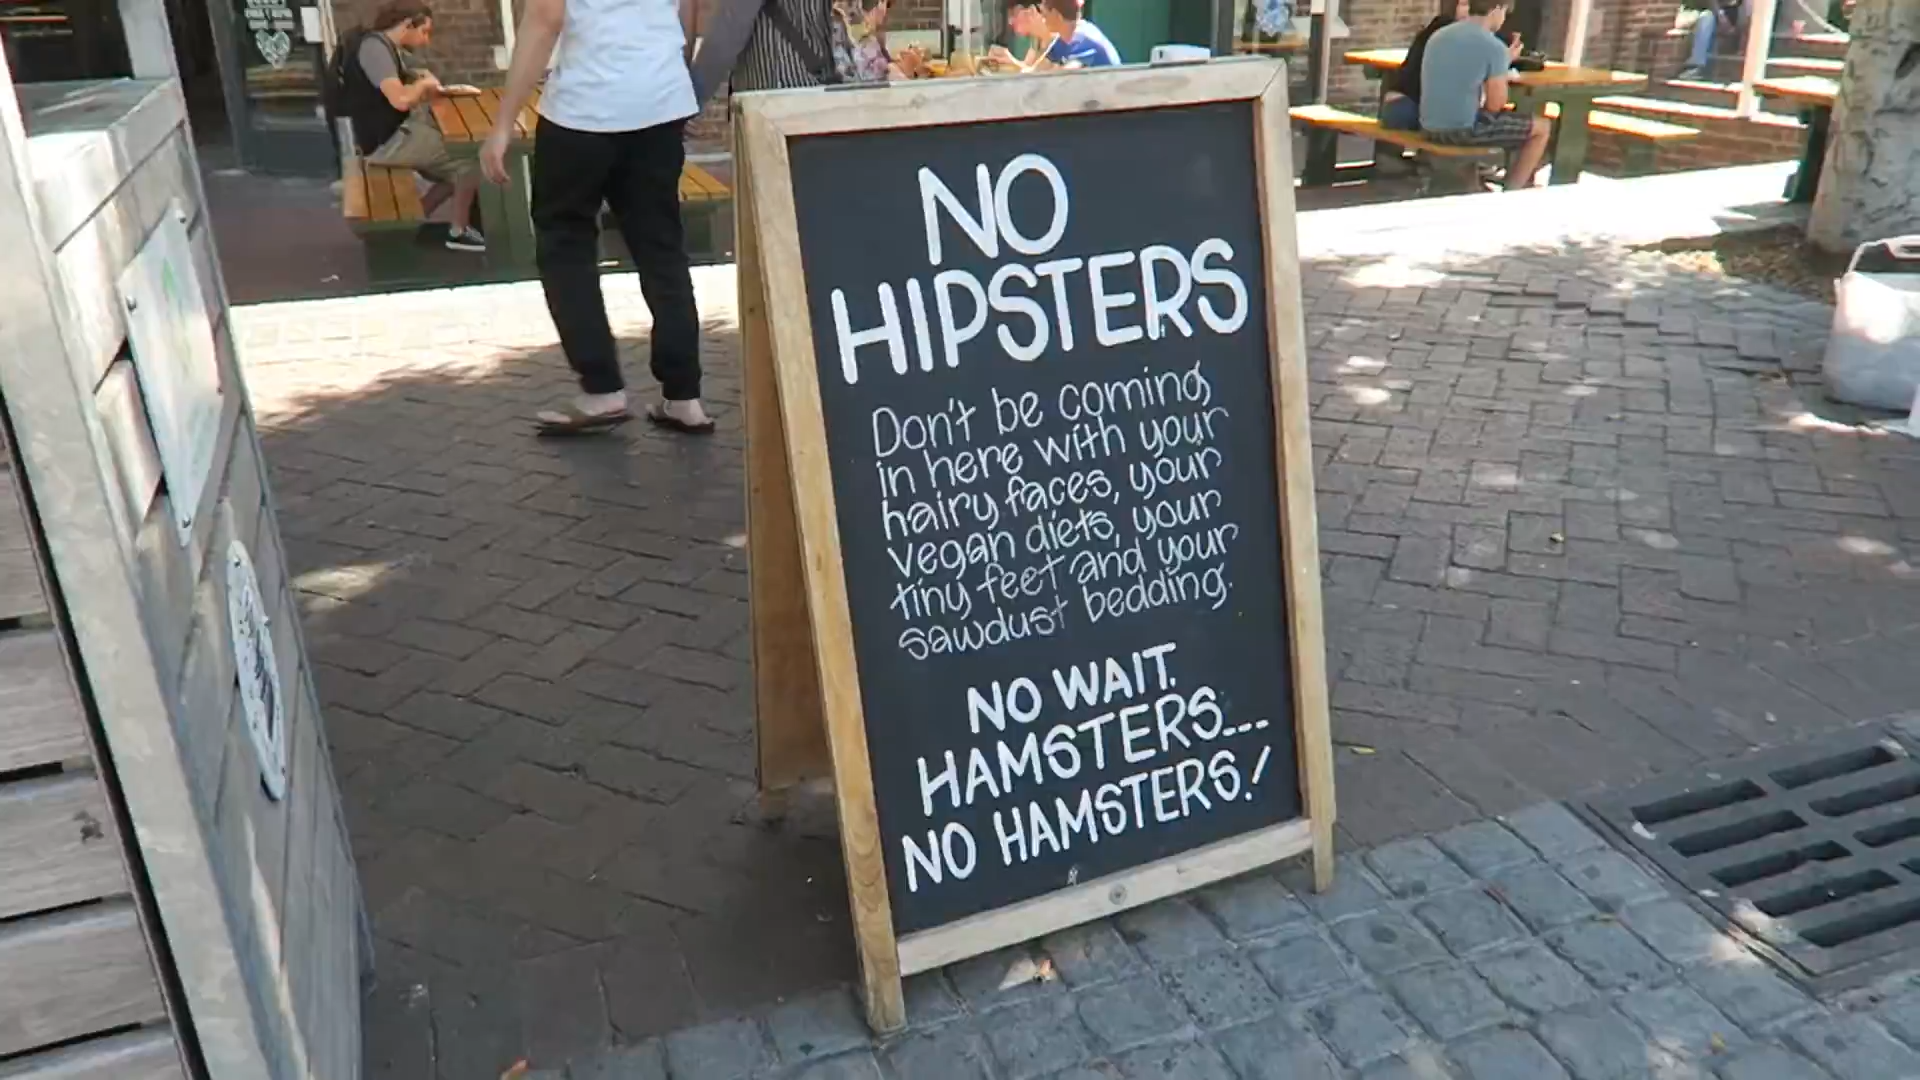 NO
HIPSTERS
Don't be coming
in here with your
hairy faces, your
vegan diets, your
tiny feet and your
sawdust bedding.
NO WAIT.
HAMSTERS...
NO HAMSTERS!